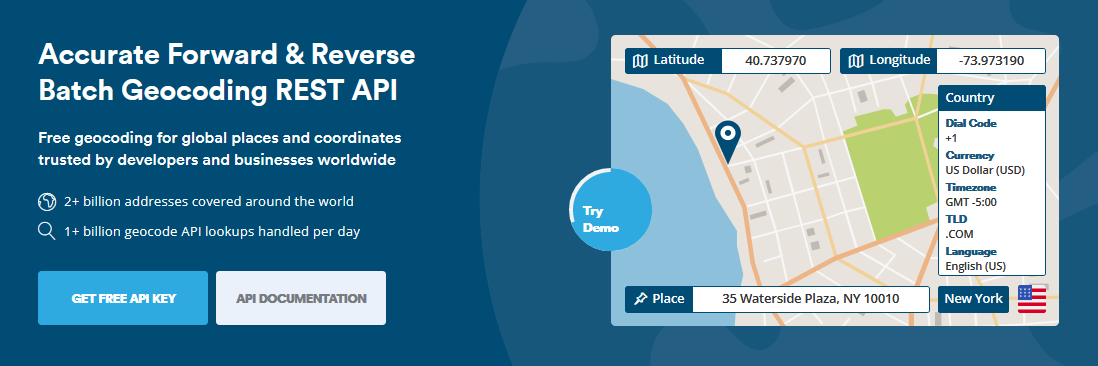 Accurate Forward & Reverse
Batch Geocoding REST API
Free geocoding for global places and coordinates
trusted by developers and businesses worldwide
2+ billion addresses covered around the world
1+ billion geocode API lookups handled per day
GET FREE API KEY
API DOCUMENTATION
Try
Demo
Latitude
40.737970
Longitude
-73.973190
Country
Dial Code
+1
Currency
US Dollar (USD)
Timezone
GMT -5:00
TLD
.COM
Language
English (US)
Place
35 Waterside Plaza, NY 10010
New York